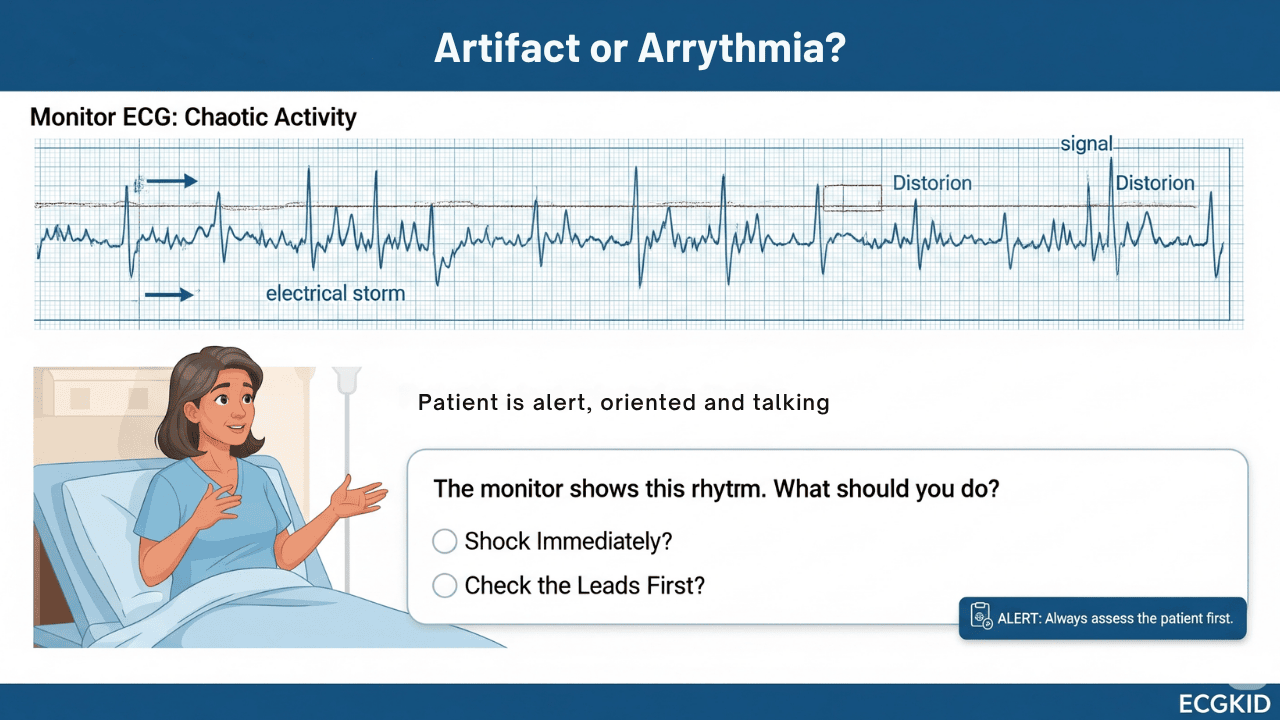 Artifact or Arrythmia?
Monitor ECG: Chaotic Activity
signal
Distorion
Distorion
electrical storm
Patient is alert, oriented and talking
The monitor shows this rhytrm. What should you do?
Shock Immediately?
Check the Leads First?
ALERT: Always assess the patient first.
ECGKID